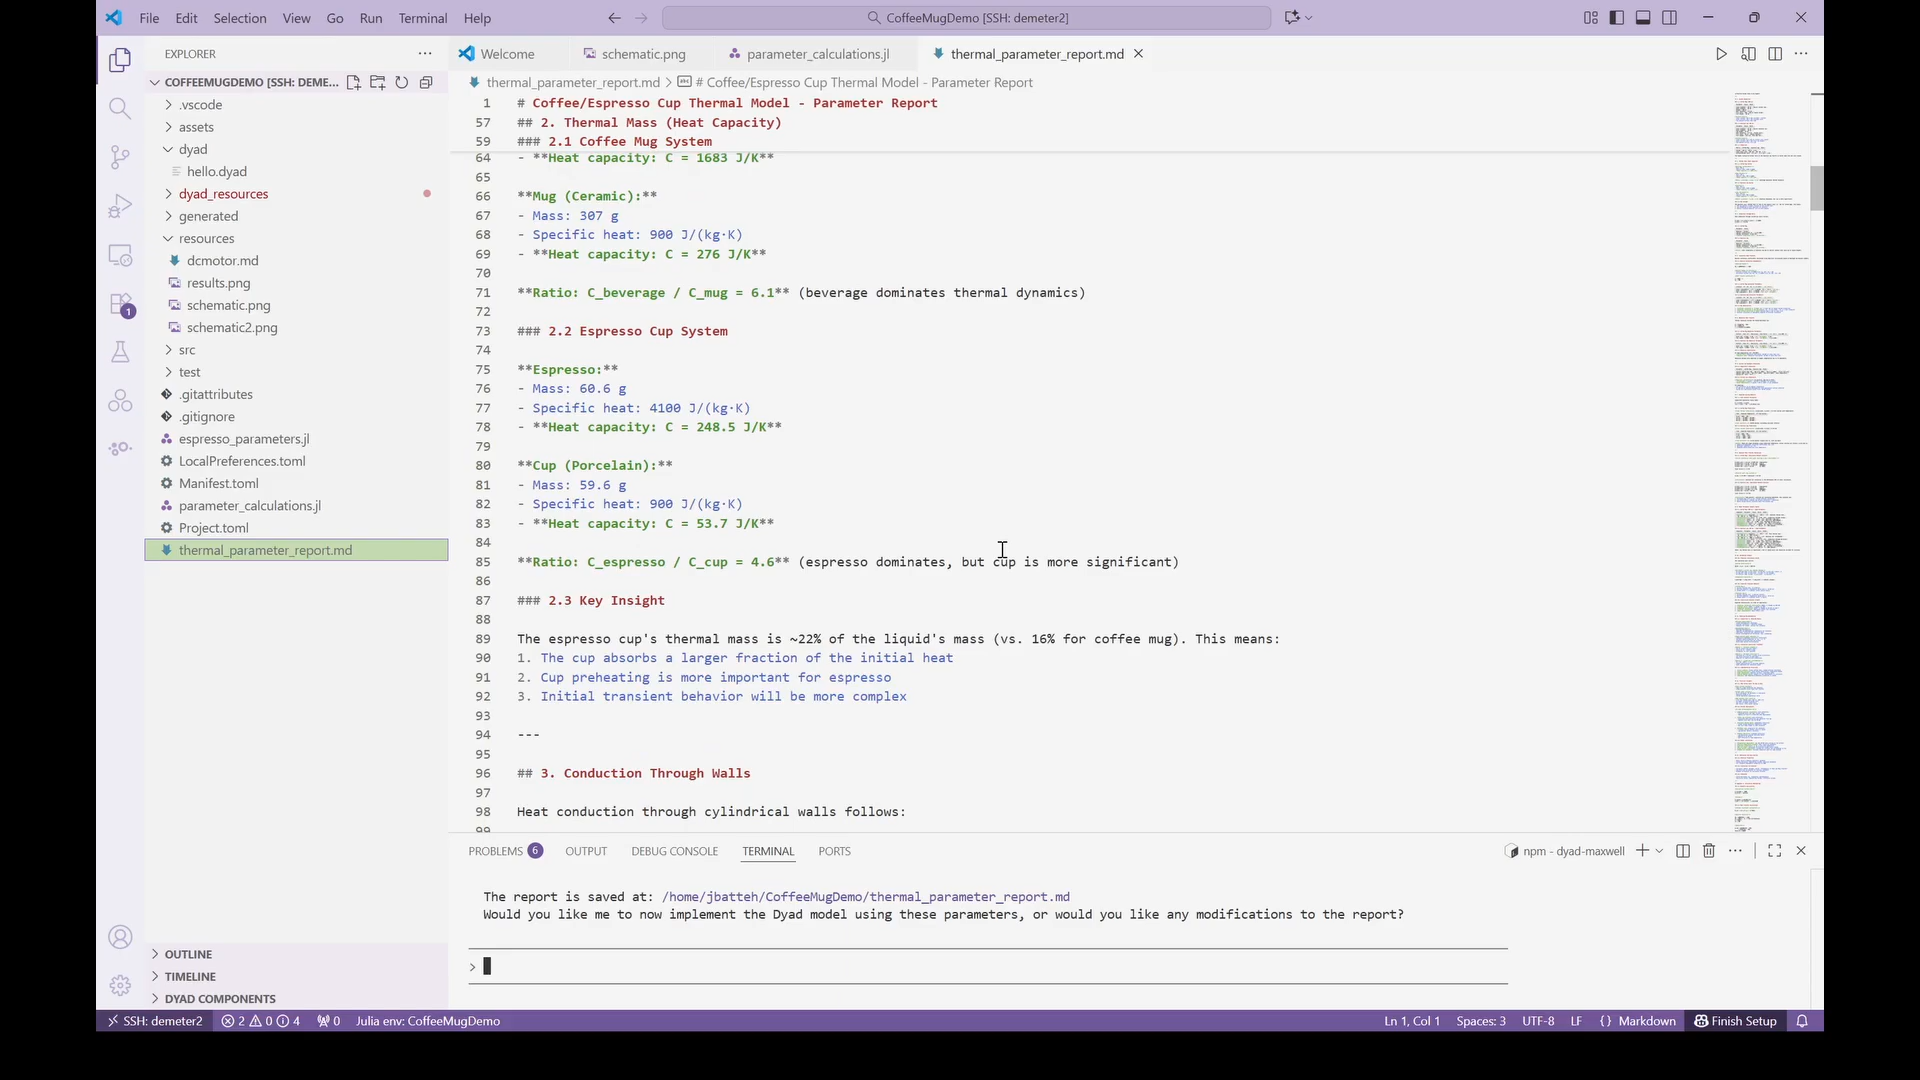 File Edit Selection View Go Run Terminal Help
CoffeeMugDemo [SSH: demeter2]
EXPLORER
COFFEEMUGDEMO [SSH: DEME...
.vscode
assets
dyad
hello.dyad
dyad_resources
generated
resources
dcmotor.md
results.png
schematic.png
schematic2.png
src
test
.gitattributes
.gitignore
espresso_parameters.jl
LocalPreferences.toml
Manifest.toml
parameter_calculations.jl
Project.toml
thermal_parameter_report.md
OUTLINE
TIMELINE
DYAD COMPONENTS
1
Welcome schematic.png parameter_calculations.jl thermal_parameter_report.md
thermal_parameter_report.md > # Coffee/Espresso Cup Thermal Model - Parameter Report
1 # Coffee/Espresso Cup Thermal Model - Parameter Report
57 ## 2. Thermal Mass (Heat Capacity)
59 ### 2.1 Coffee Mug System
64 - **Heat capacity: C = 1683 J/K**
65
66 **Mug (Ceramic):**
67 - Mass: 307 g
68 - Specific heat: 900 J/(kg·K)
69 - **Heat capacity: C = 276 J/K**
70
71 **Ratio: C_beverage / C_mug = 6.1** (beverage dominates thermal dynamics)
72
73 ### 2.2 Espresso Cup System
74
75 **Espresso:**
76 - Mass: 60.6 g
77 - Specific heat: 4100 J/(kg·K)
78 - **Heat capacity: C = 248.5 J/K**
79
80 **Cup (Porcelain):**
81 - Mass: 59.6 g
82 - Specific heat: 900 J/(kg·K)
83 - **Heat capacity: C = 53.7 J/K**
84
85 **Ratio: C_espresso / C_cup = 4.6** (espresso dominates, but cup is more significant)
86
87 ### 2.3 Key Insight
88
89 The espresso cup's thermal mass is ~22% of the liquid's mass (vs. 16% for coffee mug). This means:
90 1. The cup absorbs a larger fraction of the initial heat
91 2. Cup preheating is more important for espresso
92 3. Initial transient behavior will be more complex
93
94 ---
95
96 ## 3. Conduction Through Walls
97
98 Heat conduction through cylindrical walls follows:
99
PROBLEMS 6 OUTPUT DEBUG CONSOLE TERMINAL PORTS
npm - dyad-maxwell
The report is saved at: /home/jbatteh/CoffeeMugDemo/thermal_parameter_report.md
Would you like me to now implement the Dyad model using these parameters, or would you like any modifications to the report?
>
SSH: demeter2 2 0 4 0 Julia env: CoffeeMugDemo
Ln 1, Col 1 Spaces: 3 UTF-8 LF {} Markdown Finish Setup